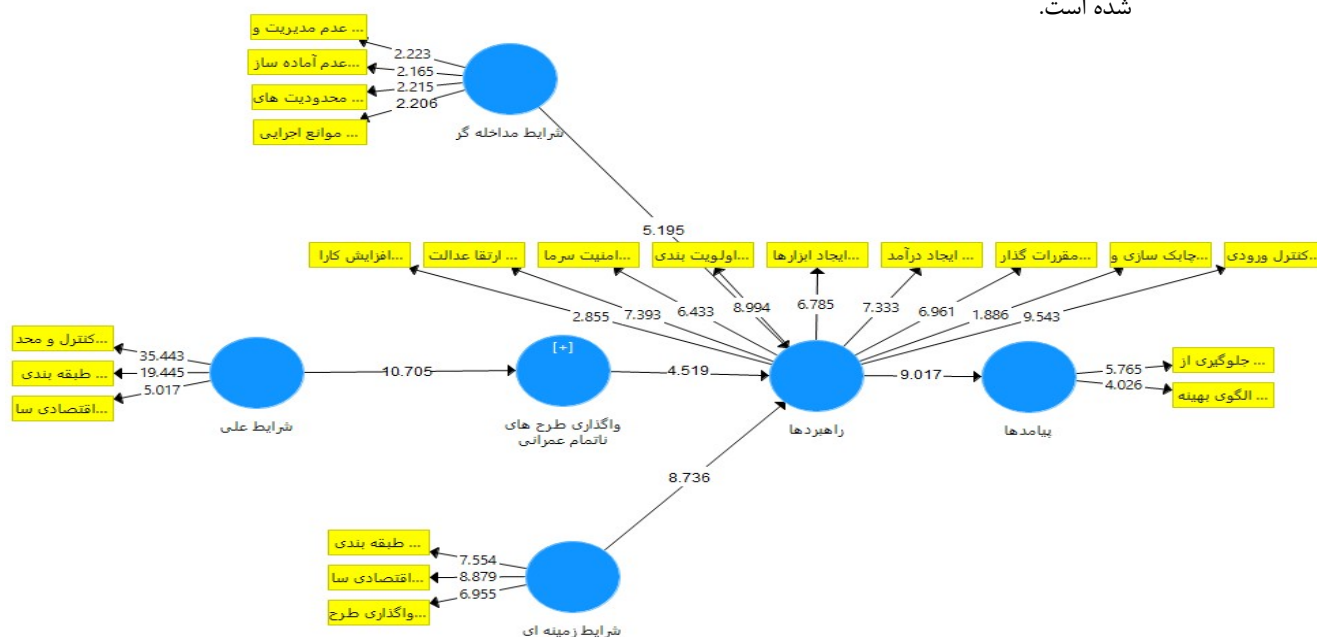 شده است.
عدم مدیریت و ...
عدم آماده ساز...
محدودیت های ...
موانع اجرایی ...
2.223
2.165
2.215
2.206
شرایط مداخله گر
5.195
افزایش کارا...
ارتقا عدالت ...
امنیت سرما...
اولویت بندی...
ایجاد ابزارها...
ایجاد درآمد ...
مقررات گذار...
چابک سازی و...
کنترل ورودی...
2.855
7.393
6.433
8.994
6.785
7.333
6.961
1.886
9.543
کنترل و محد...
طبقه بندی ...
اقتصادی سا...
35.443
19.445
5.017
شرایط علی
10.705
[+]
واگذاری طرح های
ناتمام عمرانی
4.519
راهبردها
9.017
پیامدها
5.765
4.026
جلوگیری از ...
الگوی بهینه ...
8.736
طبقه بندی ...
اقتصادی سا...
واگذاری طرح...
7.554
8.879
6.955
شرایط زمینه ای